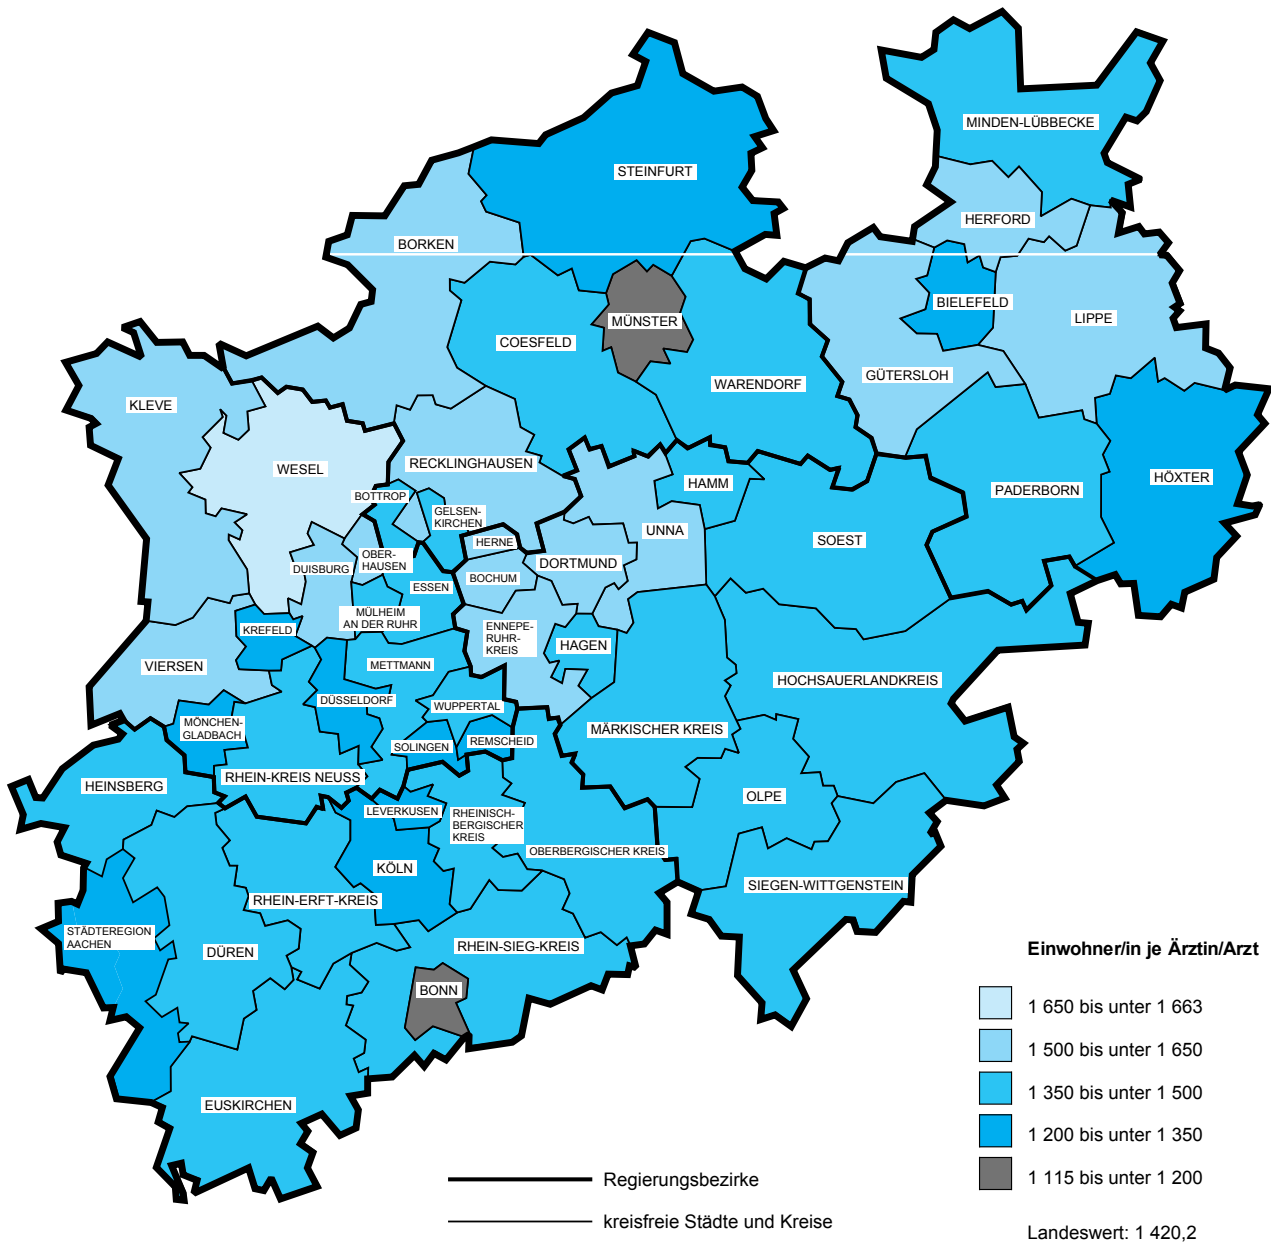 MINDEN-LÜBBECKE
STEINFURT
HERFORD
BORKEN
BIELEFELD
MÜNSTER
LIPPE
COESFELD
GÜTERSLOH
WARENDORF
KLEVE
RECKLINGHAUSEN
WESEL
HÖXTER
HAMM
PADERBORN
BOTTROP
GELSEN-
KIRCHEN
UNNA
SOEST
HERNE
OBER-
HAUSEN
DORTMUND
DUISBURG
BOCHUM
ESSEN
MÜLHEIM
AN DER RUHR
KREFELD
ENNEPE-
RUHR-
KREIS
HAGEN
VIERSEN
METTMANN
HOCHSAUERLANDKREIS
DÜSSELDORF
WUPPERTAL
MÖNCHEN-
GLADBACH
MÄRKISCHER KREIS
SOLINGEN
REMSCHEID
HEINSBERG
RHEIN-KREIS NEUSS
OLPE
LEVERKUSEN
RHEINISCH-
BERGISCHER
KREIS
OBERBERGISCHER KREIS
KÖLN
SIEGEN-WITTGENSTEIN
RHEIN-ERFT-KREIS
STÄDTEREGION
AACHEN
DÜREN
RHEIN-SIEG-KREIS
BONN
EUSKIRCHEN
Einwohner/in je Ärztin/Arzt
1 650 bis unter 1 663
1 500 bis unter 1 650
1 350 bis unter 1 500
1 200 bis unter 1 350
1 115 bis unter 1 200
Regierungsbezirke
kreisfreie Städte und Kreise
Landeswert: 1 420,2